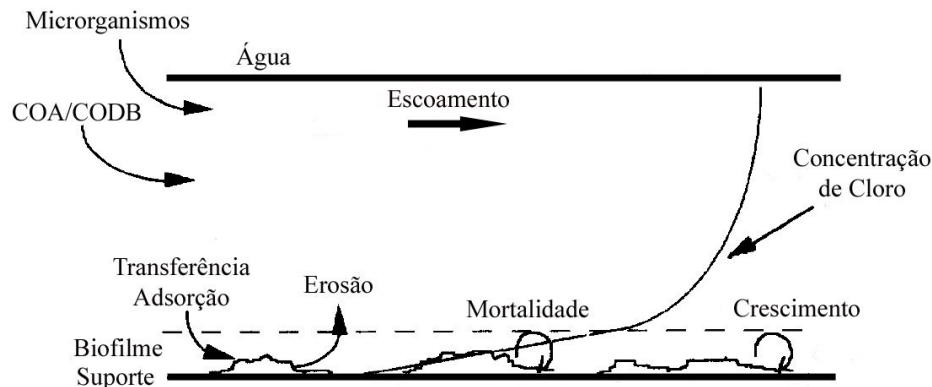 Microrganismos
Água
COA/CODB
Escoamento
Concentração
de Cloro
Transferência
Adsorção
Erosão
Mortalidade
Crescimento
Biofilme
Suporte